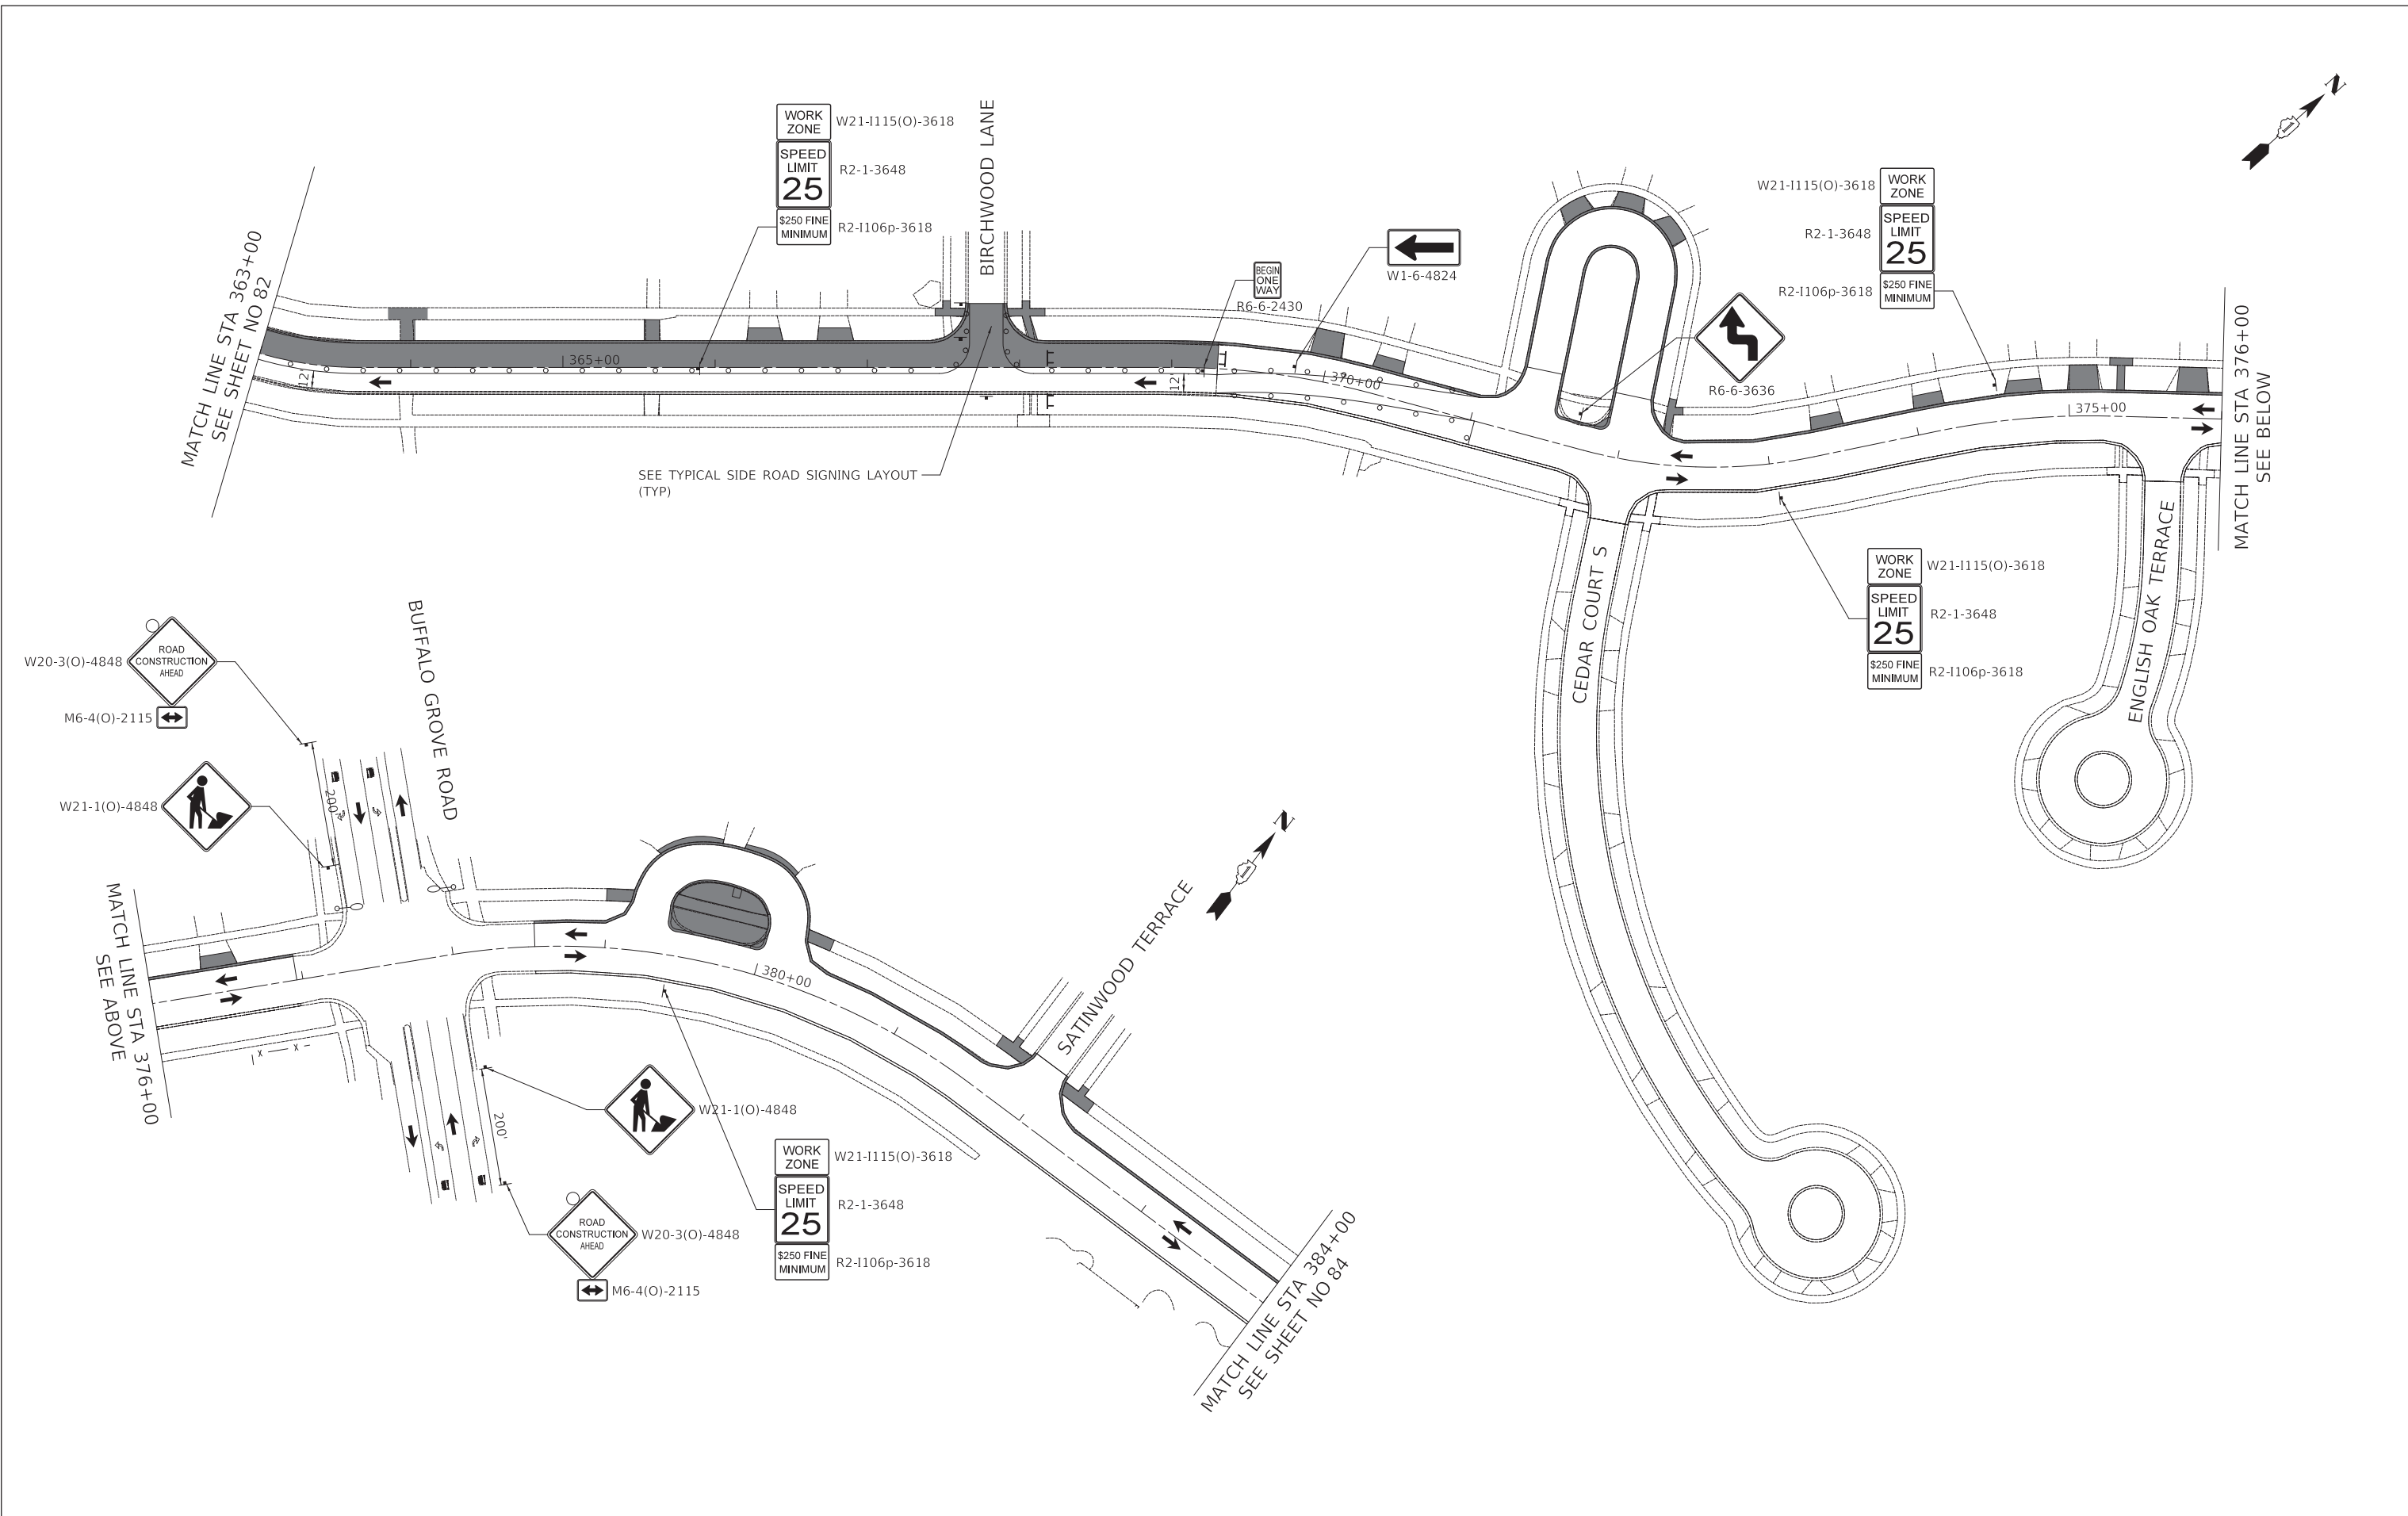 WORK
ZONE
W21-I115(O)-3618
SPEED
LIMIT
25
R2-1-3648
$250 FINE
MINIMUM
R2-I106p-3618
BIRCHWOOD LANE
MATCH LINE STA 363+00
SEE SHEET NO 82
12'
365+00
SEE TYPICAL SIDE ROAD SIGNING LAYOUT
(TYP)
T
T
T
12'
BEGIN
ONE
WAY
R6-6-2430
W1-6-4824
370+00
R6-6-3636
W21-I115(O)-3618
WORK
ZONE
R2-1-3648
SPEED
LIMIT
25
R2-I106p-3618
$250 FINE
MINIMUM
N
375+00
MATCH LINE STA 376+00
SEE BELOW
WORK
ZONE
W21-I115(O)-3618
SPEED
LIMIT
25
R2-1-3648
$250 FINE
MINIMUM
R2-I106p-3618
CEDAR COURT S
ENGLISH OAK TERRACE
W20-3(O)-4848
ROAD
CONSTRUCTION
AHEAD
M6-4(O)-2115
W21-1(O)-4848
200'
BUFFALO GROVE ROAD
MATCH LINE STA 376+00
SEE ABOVE
X
X
380+00
200'
W21-1(O)-4848
ROAD
CONSTRUCTION
AHEAD
W20-3(O)-4848
M6-4(O)-2115
WORK
ZONE
W21-I115(O)-3618
SPEED
LIMIT
25
R2-1-3648
$250 FINE
MINIMUM
R2-I106p-3618
SATINWOOD TERRACE
N
MATCH LINE STA 384+00
SEE SHEET NO 84